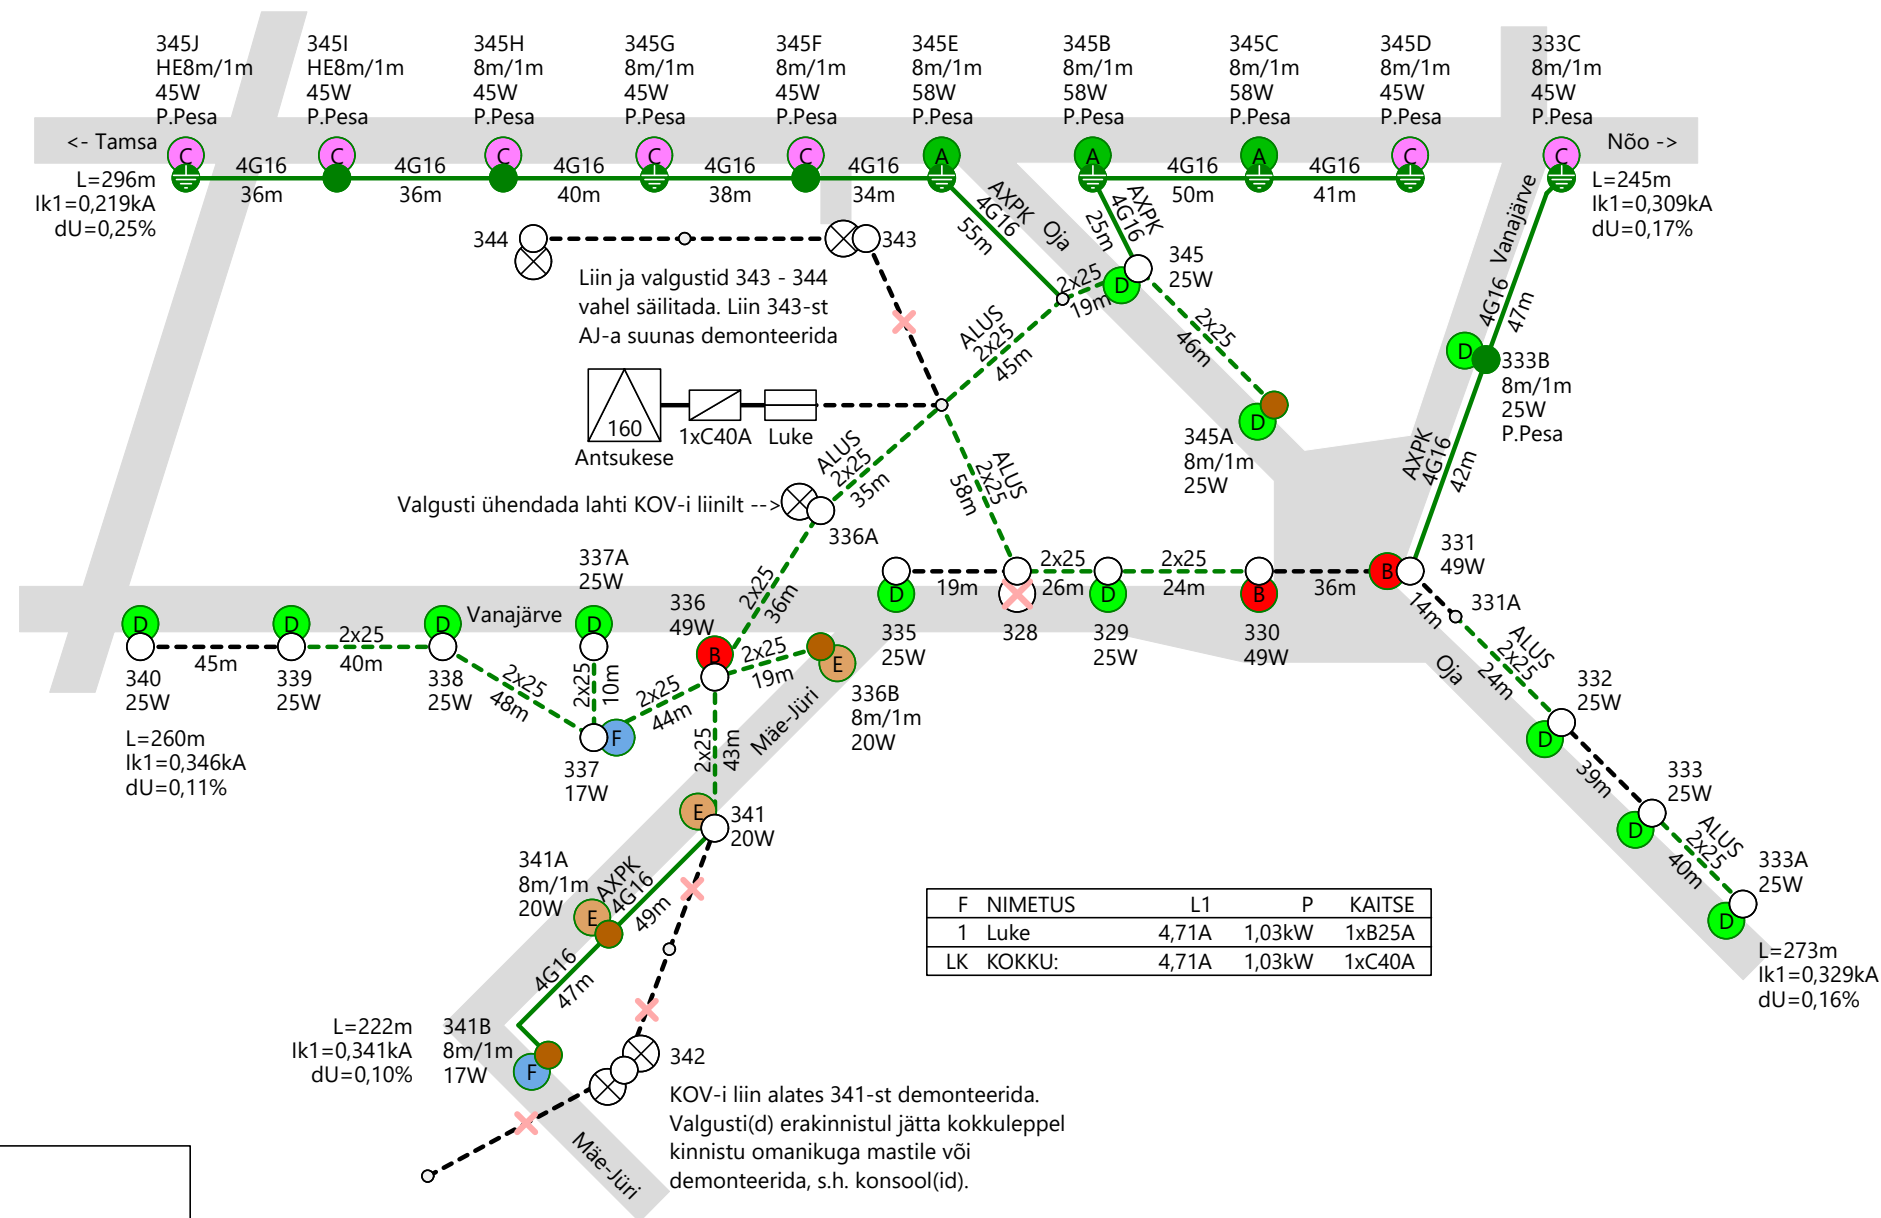 345J
HE8m/1m
45W
P.Pesa
345I
HE8m/1m
45W
P.Pesa
345H
8m/1m
45W
P.Pesa
345G
8m/1m
45W
P.Pesa
345F
8m/1m
45W
P.Pesa
345E
8m/1m
58W
P.Pesa
345B
8m/1m
58W
P.Pesa
345C
8m/1m
58W
P.Pesa
345D
8m/1m
45W
P.Pesa
333C
8m/1m
45W
P.Pesa
<- Tamsa
Nõo ->
C
C
C
C
C
A
A
A
C
C
4G16
36m
4G16
36m
4G16
40m
4G16
38m
4G16
34m
4G16
50m
4G16
41m
L=296m
Ik1=0,219kA
dU=0,25%
L=245m
Ik1=0,309kA
dU=0,17%
AXPK
4G16
55m
Oja
AXPK
4G16
25m
Vanajärve
4G16
47m
344
343
345
25W
D
2x25
19m
2x25
46m
Liin ja valgustid 343 - 344
vahel säilitada. Liin 343-st
AJ-a suunas demonteerida
ALUS
2x25
45m
D
333B
8m/1m
25W
P.Pesa
160
Antsukese
1xC40A
Luke
D
345A
8m/1m
25W
AXPK
4G16
42m
ALUS
2x25
35m
ALUS
2x25
58m
Valgusti ühendada lahti KOV-i liinilt -->
336A
337A
25W
2x25
36m
19m
2x25
26m
2x25
24m
36m
B
331
49W
D
D
B
328
335
25W
329
25W
330
49W
14m
331A
D
D
D
Vanajärve
D
336
49W
B
45m
2x25
40m
2x25
48m
2x25
10m
2x25
44m
2x25
19m
E
336B
8m/1m
20W
Mäe-Jüri
340
25W
339
25W
338
25W
Oja
ALUS
2x25
24m
332
25W
D
L=260m
Ik1=0,346kA
dU=0,11%
F
337
17W
2x25
43m
39m
333
25W
D
E
341
20W
ALUS
2x25
40m
333A
25W
D
341A
8m/1m
20W
AXPK
4G16
49m
E
F NIMETUS L1 P KAITSE
1 Luke 4,71A 1,03kW 1xB25A
LK KOKKU: 4,71A 1,03kW 1xC40A
L=273m
Ik1=0,329kA
dU=0,16%
4G16
47m
L=222m
Ik1=0,341kA
dU=0,10%
341B
8m/1m
17W
F
342
KOV-i liin alates 341-st demonteerida.
Valgusti(d) erakinnistul jätta kokkuleppel
kinnistu omanikuga mastile või
demonteerida, s.h. konsool(id).
Mäe-Jüri